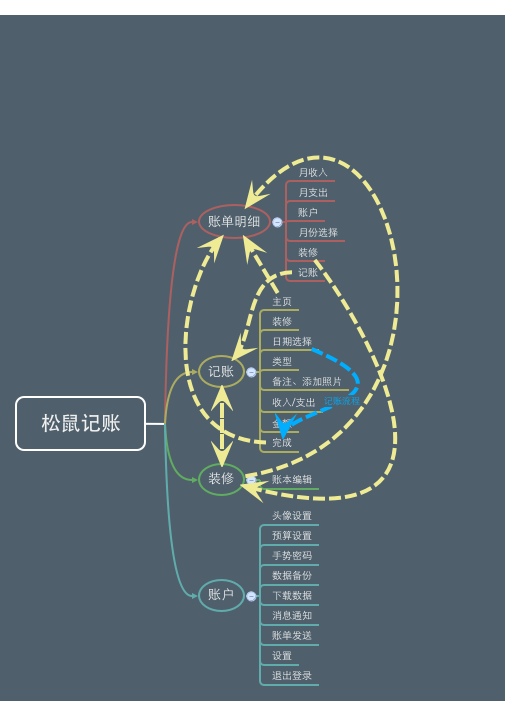 月收入
月支出
账单明细
账户
月份选择
装修
记账
主页
装修
日期选择
类型
记账
备注、添加照片
收入/支出
记账流程
金额
松鼠记账
完成
装修
账本编辑
头像设置
预算设置
手势密码
数据备份
账户
下载数据
消息通知
账单发送
设置
退出登录